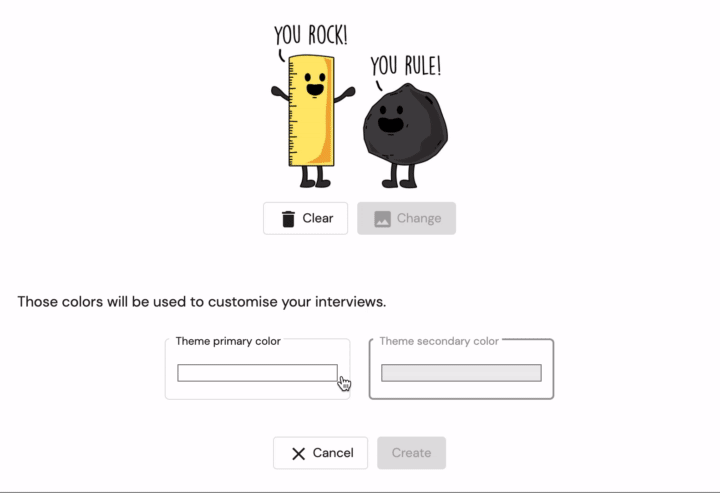 YOU ROCK!
YOU RULE!
Clear
Change
Those colors will be used to customise your interviews.
Theme primary color
Theme secondary color
Cancel
Create